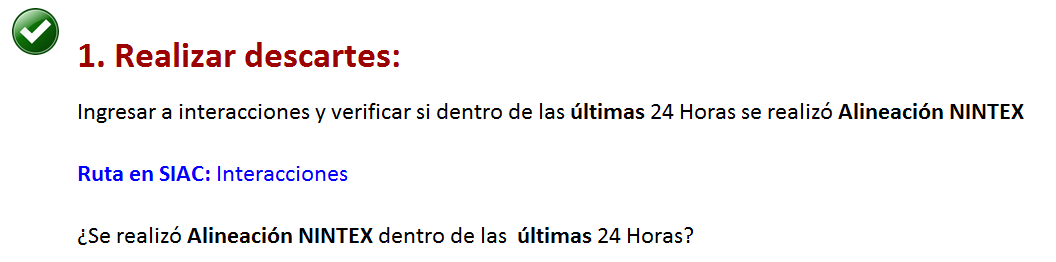 1. Realizar descartes:
Ingresar a interacciones y verificar si dentro de las últimas 24 Horas se realizó Alineación NINTEX
Ruta en SIAC: Interacciones
¿Se realizó Alineación NINTEX dentro de las últimas 24 Horas?